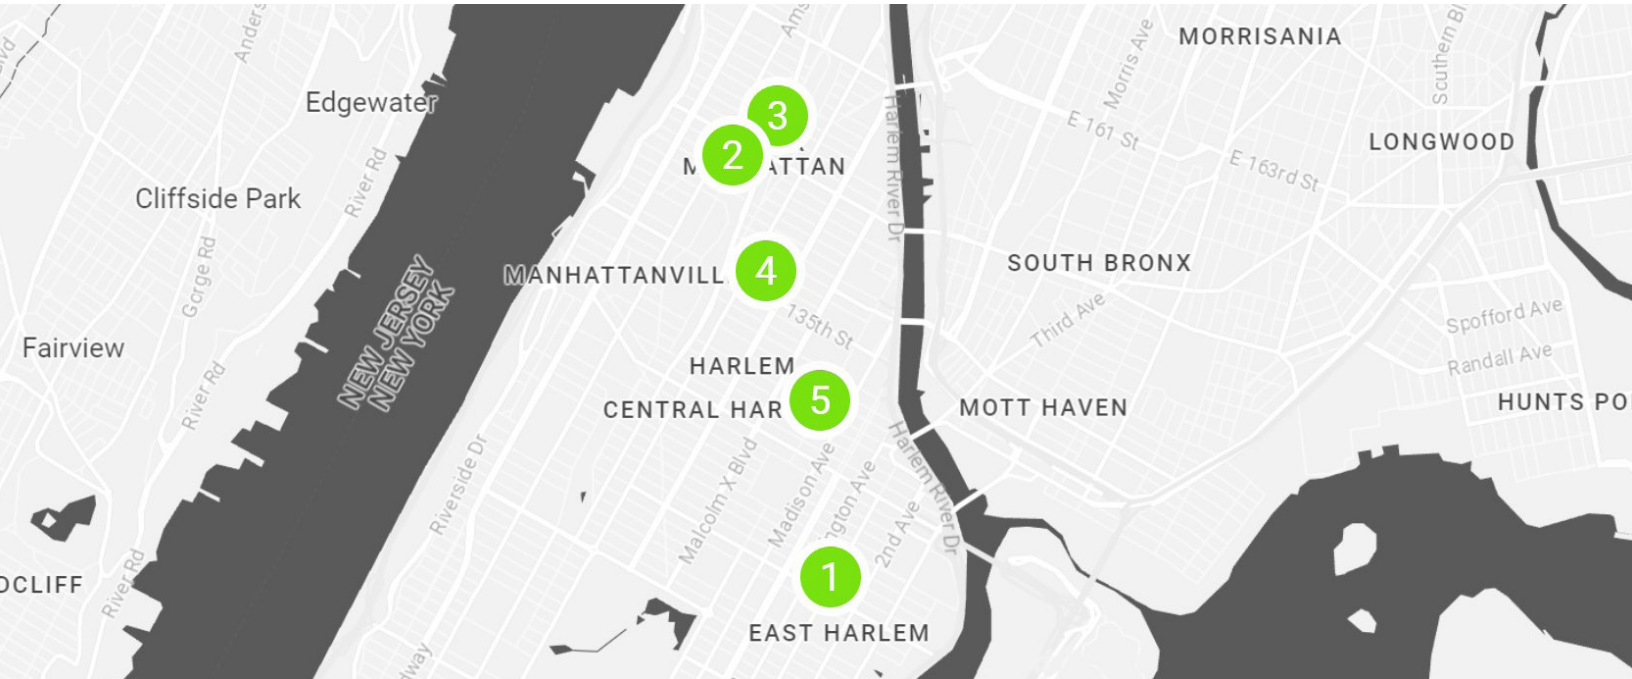 MORRISANIA
Morris Ave
Edgewater
3
E 161 St
Harlem River Dr
LONGWOOD
2
E 163rd St
River Rd
Cliffside Park
Gorge Rd
MANHATTANVILL
4
SOUTH BRONX
NEW JERSEY
NEW YORK
135th St
Third Ave
Spofford Ave
Fairview
Randall Ave
HARLEM
River Rd
5
CENTRAL HAR
MOTT HAVEN
HUNTS PO
Riverside Dr
Malcolm X Blvd
Madison Ave
ngton Ave
2nd Ave
Harlem River Dr
OCLIFF
River Rd
1
EAST HARLEM